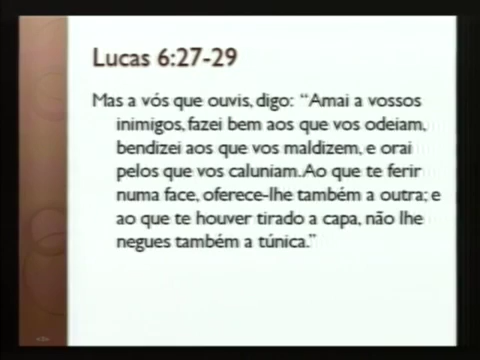 Lucas 6:27-29
Mas a vós que ouvis, digo: “Amai a vossos
inimigos, fazei bem aos que vos odeiam,
bendizei aos que vos maldizem, e orai
pelos que vos caluniam. Ao que te ferir
numa face, oferece-lhe também a outra; e
ao que te houver tirado a capa, não lhe
negues também a túnica.”